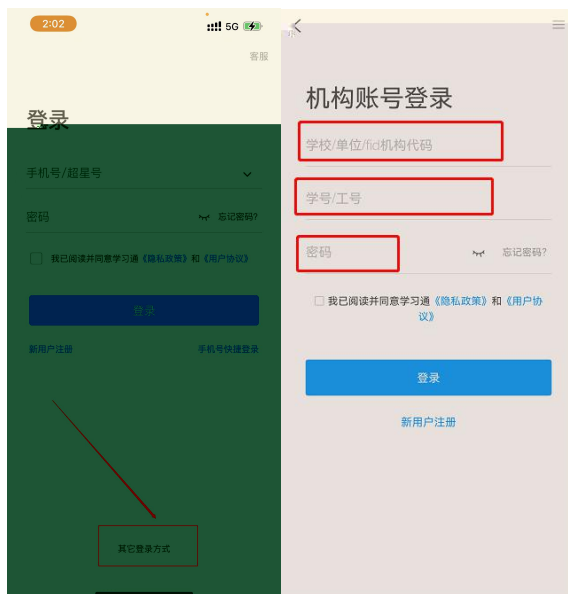 2:02
5G
客服
登录
手机号/超星号
密码
忘记密码?
我已阅读并同意学习通《隐私政策》和《用户协议》
登录
新用户注册
手机号快捷登录
其它登录方式
机构账号登录
学校/单位/fid机构代码
学号/工号
密码
忘记密码?
我已阅读并同意学习通《隐私政策》和《用户协
议》
登录
新用户注册